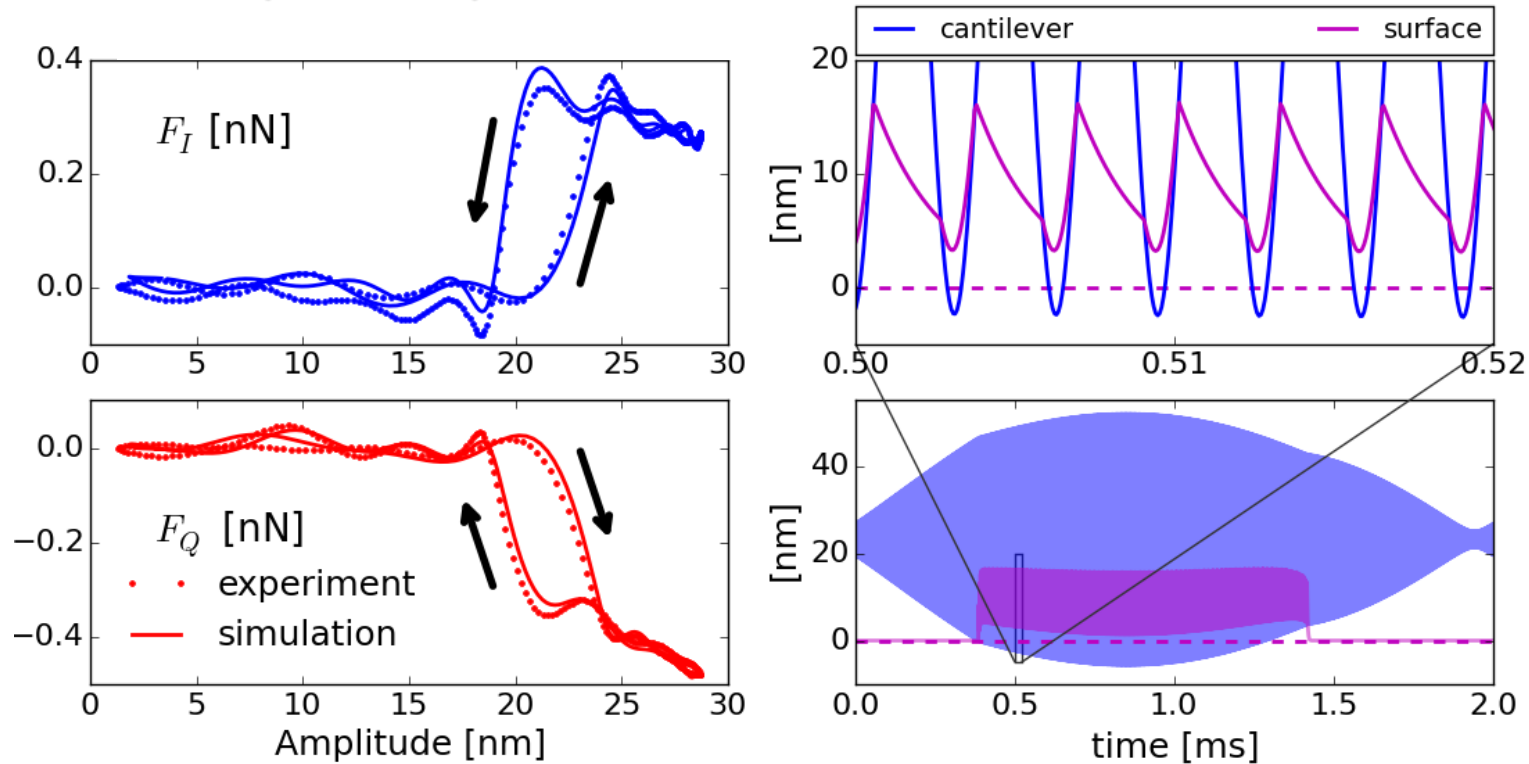 cantilever surface
0.4
0.2
0.0
F_I [nN]
0 5 10 15 20 25 30
20
10
0
[nm]
0.50 0.51 0.52
0.0
−0.2
−0.4
F_Q [nN]
experiment
simulation
0 5 10 15 20 25 30
Amplitude [nm]
40
20
0
[nm]
0.0 0.5 1.0 1.5 2.0
time [ms]